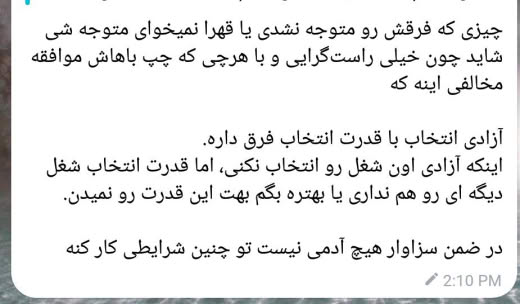 چیزی که فرقش رو متوجه نشدی یا قهرا نمیخوای متوجه شی
شاید چون خیلی راست‌گرایی و با هرچی که چپ باهاش موافقه
مخالفی اینه که
آزادی انتخاب با قدرت انتخاب فرق داره.
اینکه آزادی اون شغل رو انتخاب نکنی، اما قدرت انتخاب شغل
دیگه ای رو هم نداری یا بهتره بگم بهت این قدرت رو نمیدن.
در ضمن سزاوار هیچ آدمی نیست تو چنین شرایطی کار کنه
2:10 PM